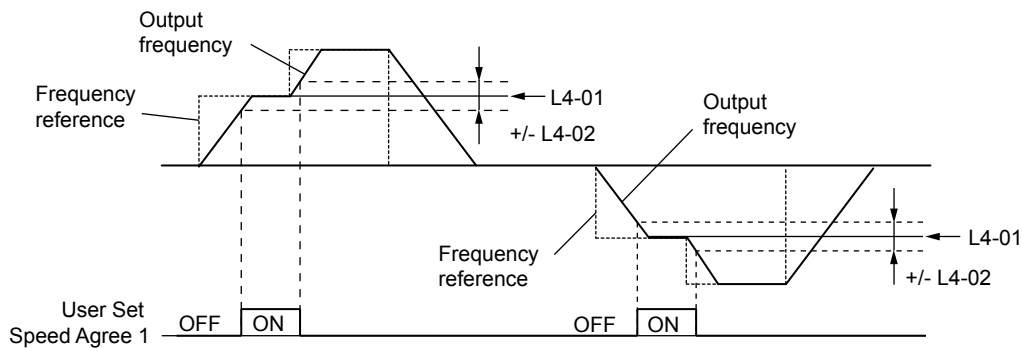 Output
frequency
Frequency
reference
L4-01
+/- L4-02
Output
frequency
Frequency
reference
L4-01
+/- L4-02
User Set
Speed Agree 1
OFF
ON
OFF
ON